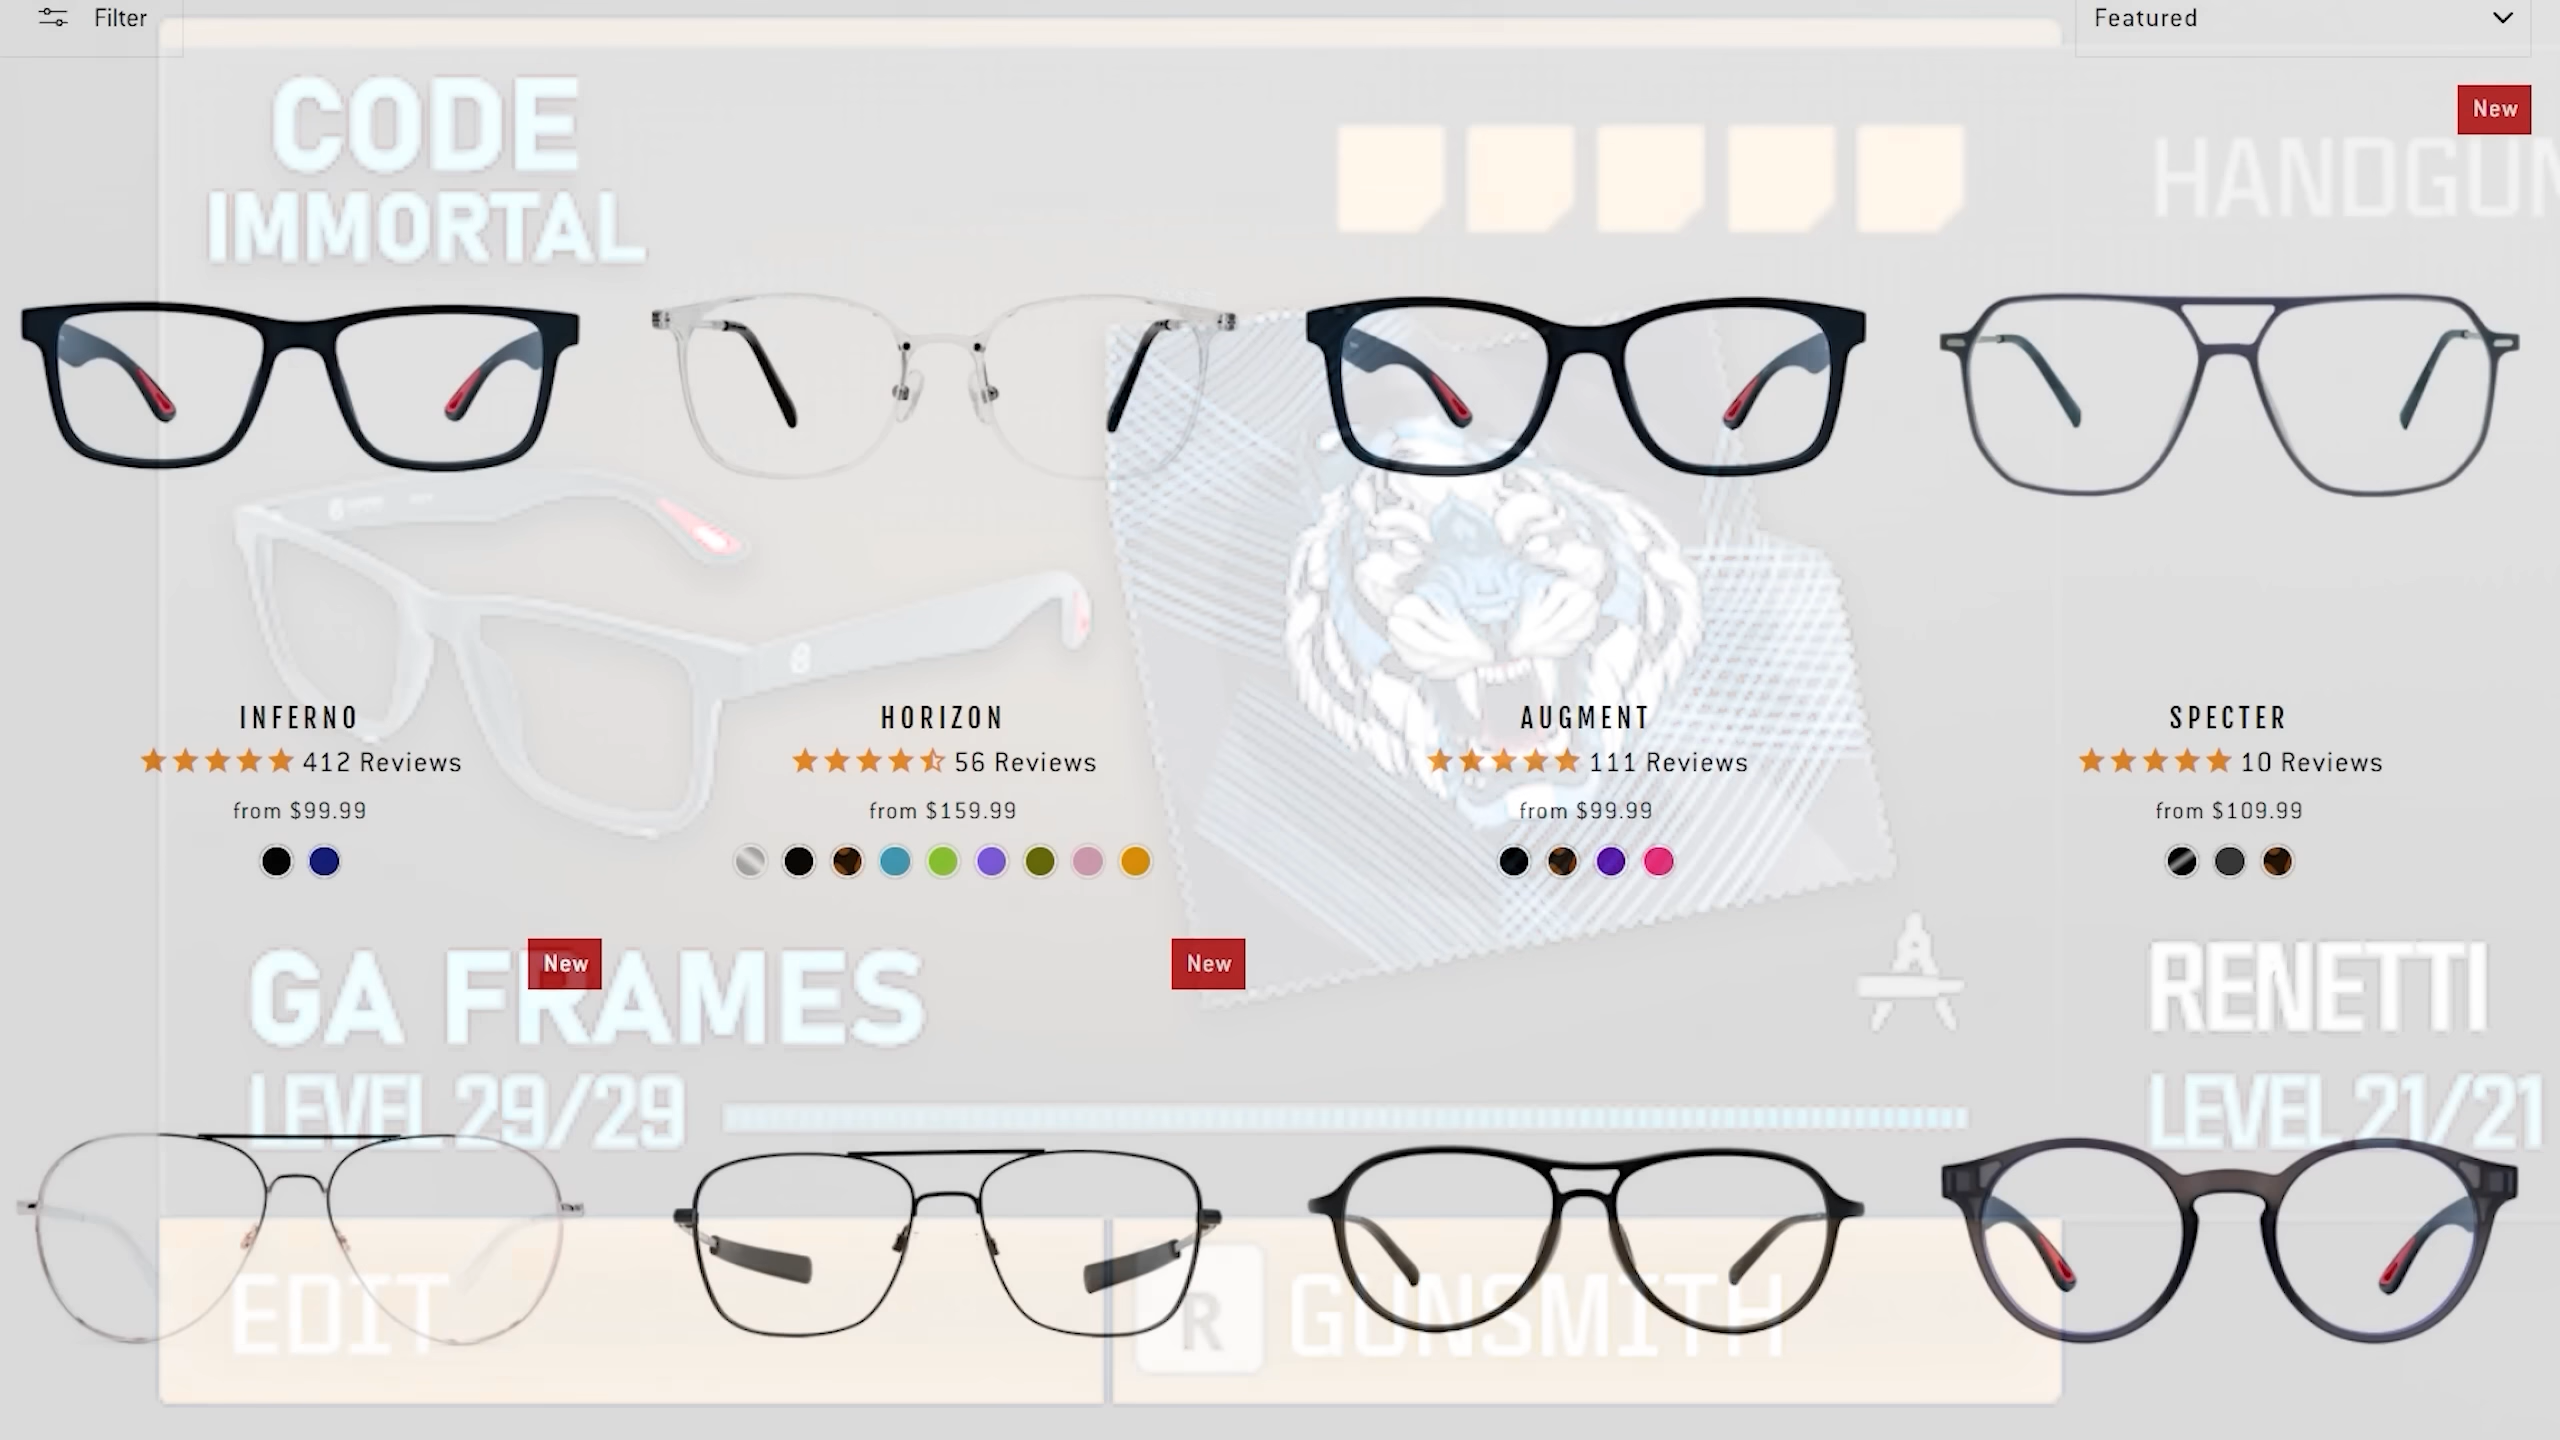 Filter
Featured
New
CODE
IMMORTAL
HANDGUN
INFERNO
412 Reviews
from $99.99
HORIZON
56 Reviews
from $159.99
AUGMENT
111 Reviews
from $99.99
SPECTER
10 Reviews
from $109.99
New
New
GA FRAMES
LEVEL 29/29
RENETTI
LEVEL 21/21
EDIT
R GUNSMITH